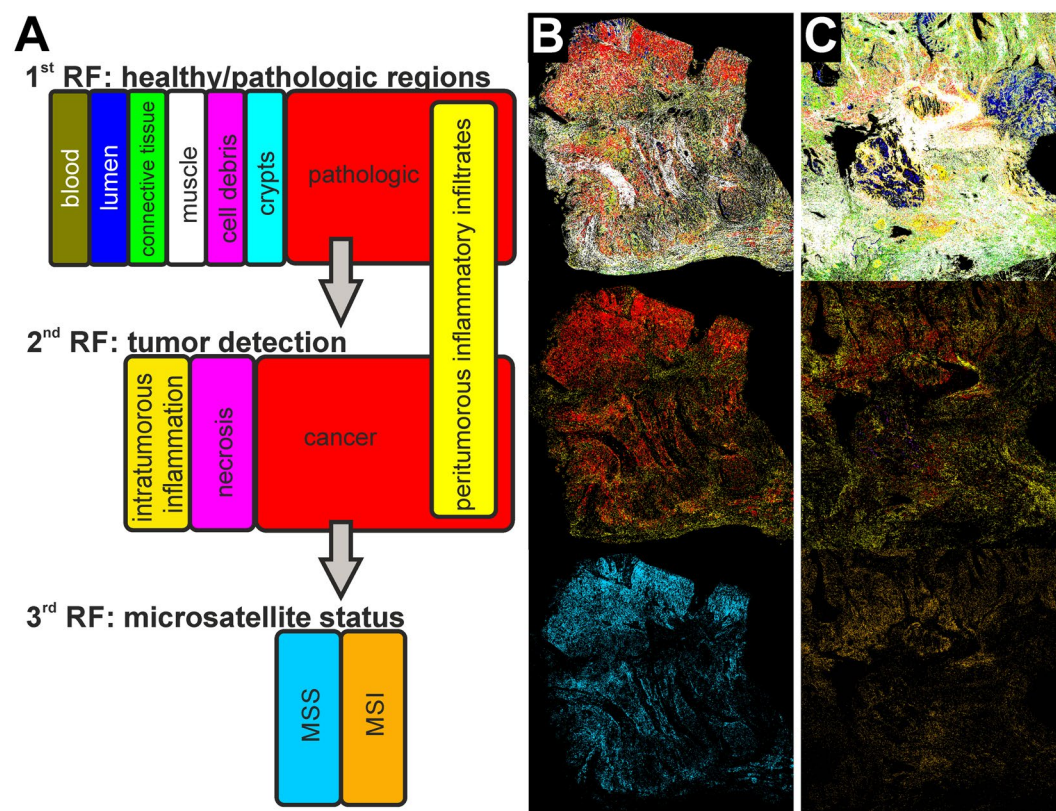 A
B
C
1st RF: healthy/pathologic regions
blood
lumen
connective tissue
muscle
cell debris
crypts
pathologic
peritumorous inflammatory infiltrates
2nd RF: tumor detection
intratumorous
inflammation
necrosis
cancer
3rd RF: microsatellite status
MSS
MSI